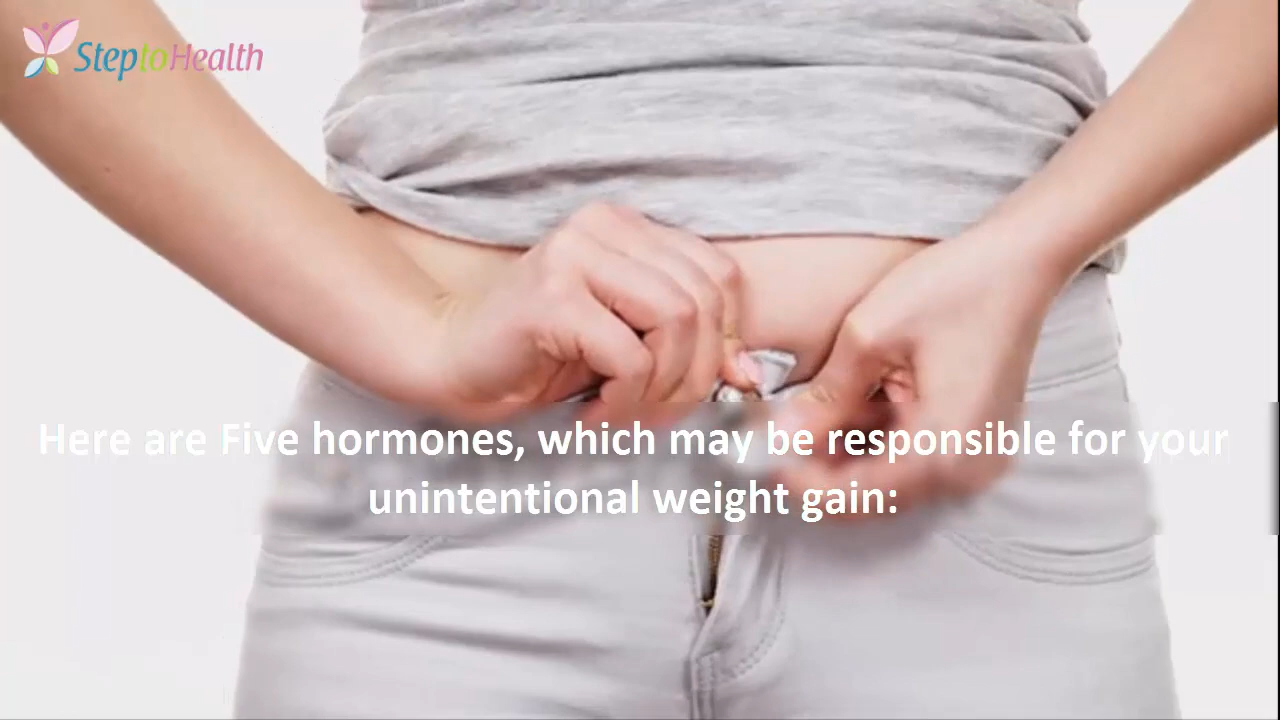 SteptoHealth
Here are Five hormones, which may be responsible for your
unintentional weight gain: